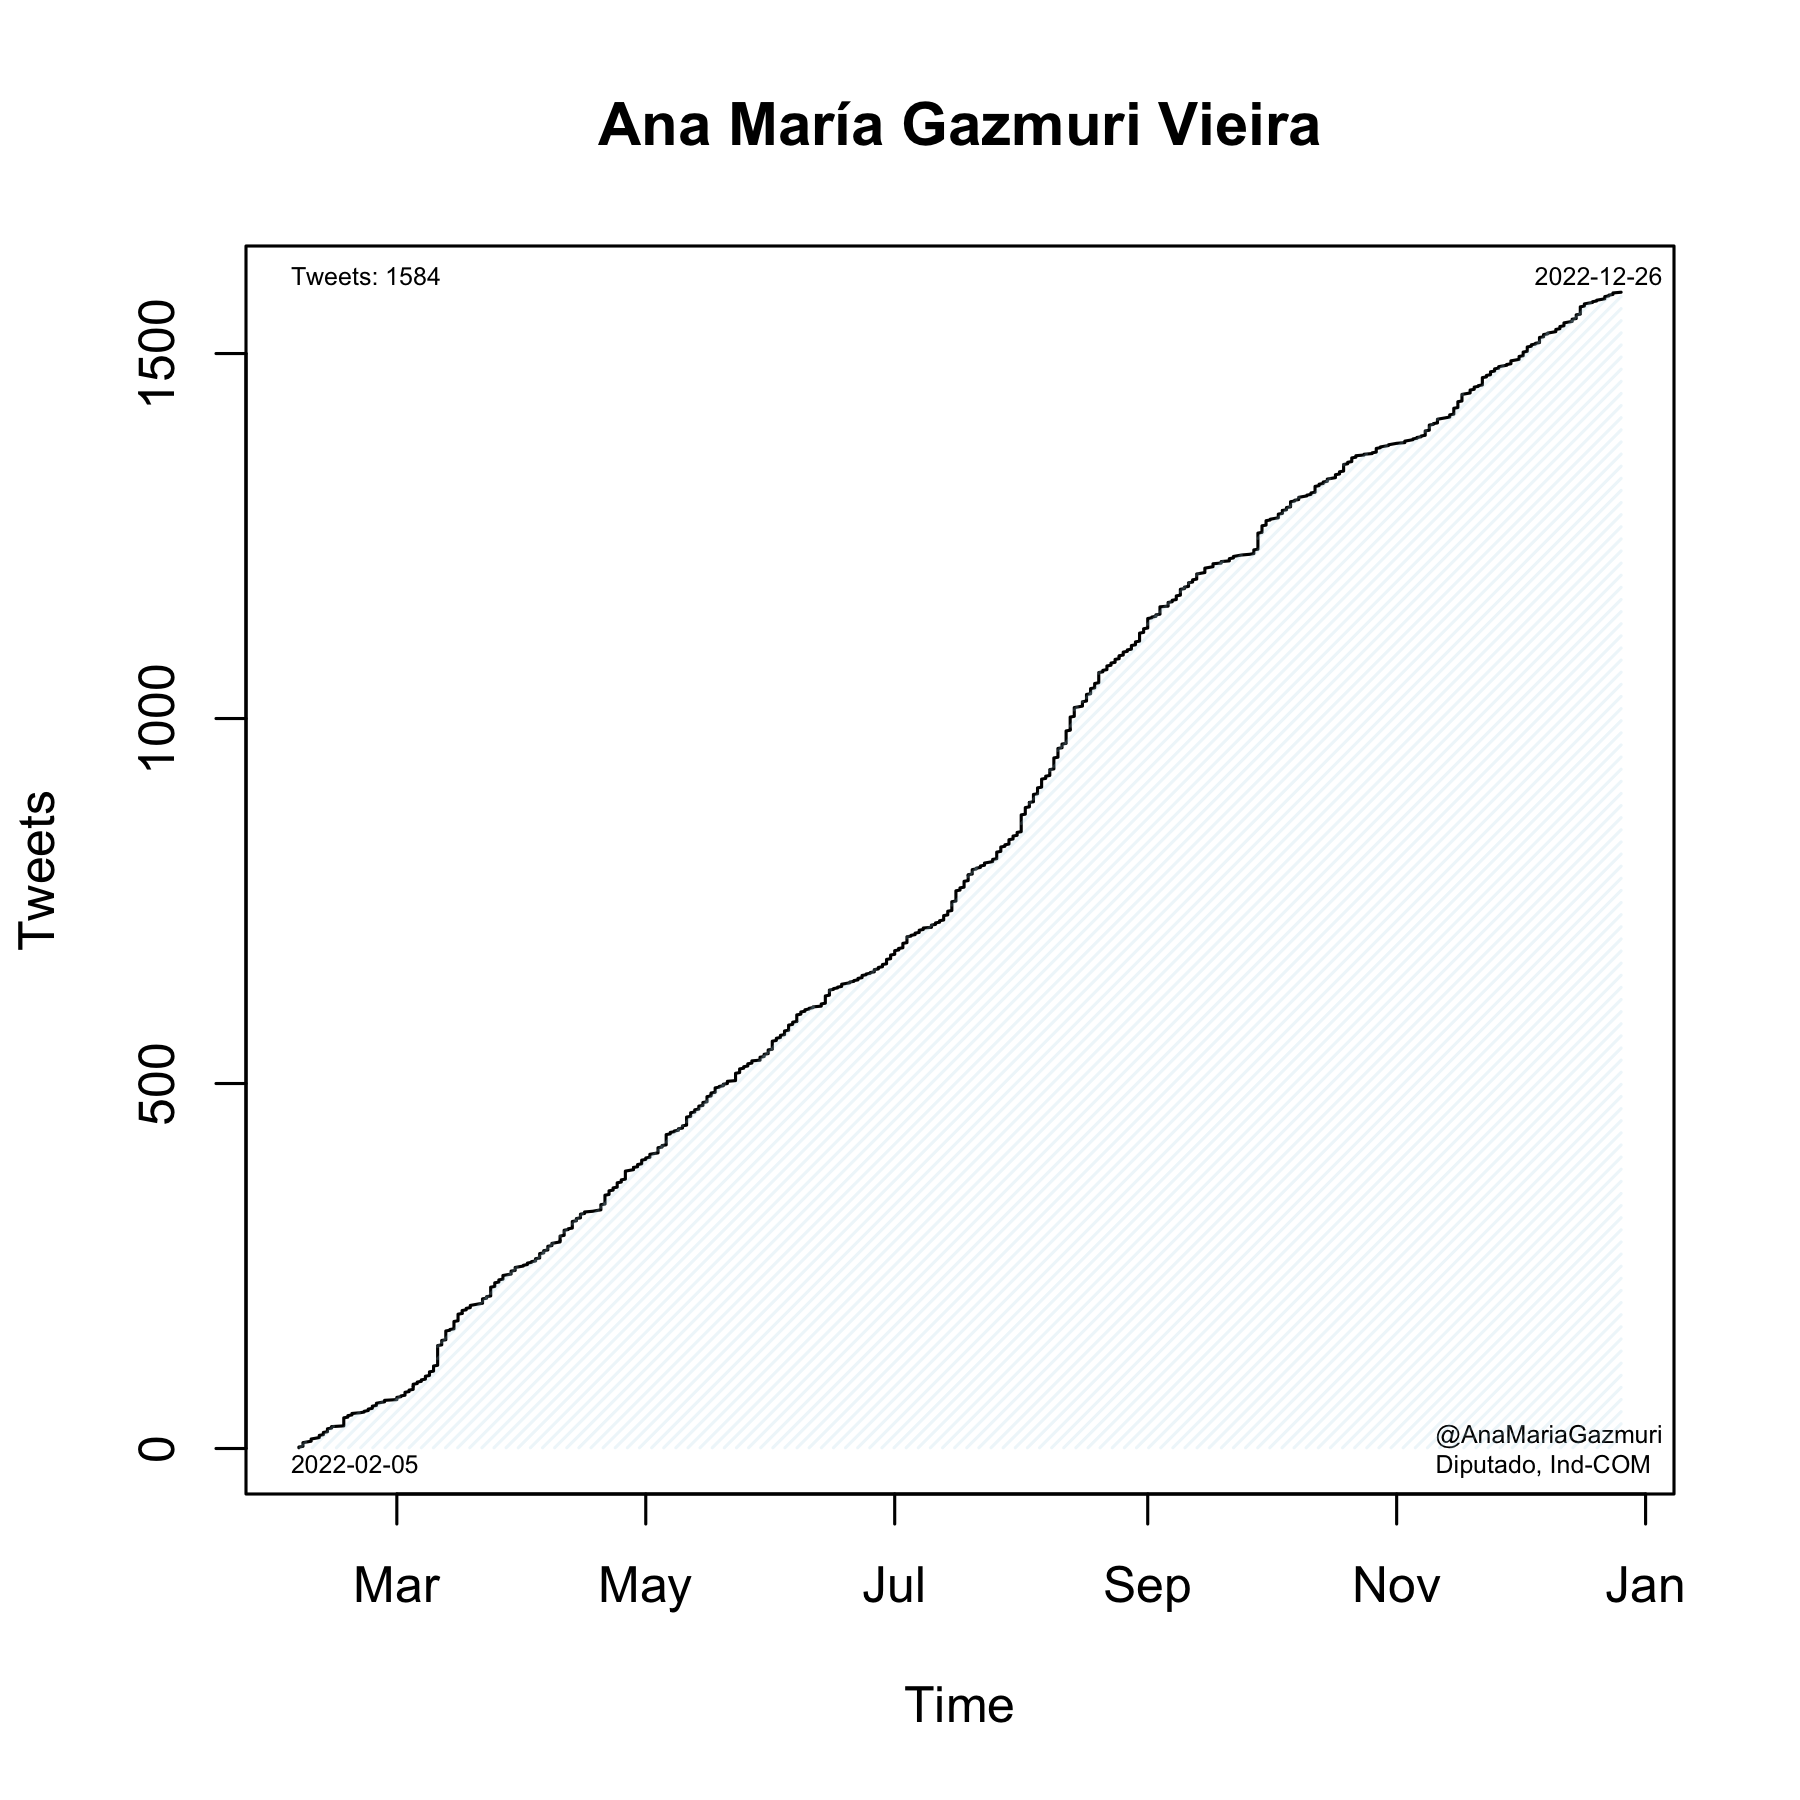 Ana María Gazmuri Vieira
Tweets: 1584
2022-12-26
1500
1000
500
0
Tweets
@AnaMariaGazmuri
Diputado, Ind-COM
2022-02-05
Mar
May
Jul
Sep
Nov
Jan
Time